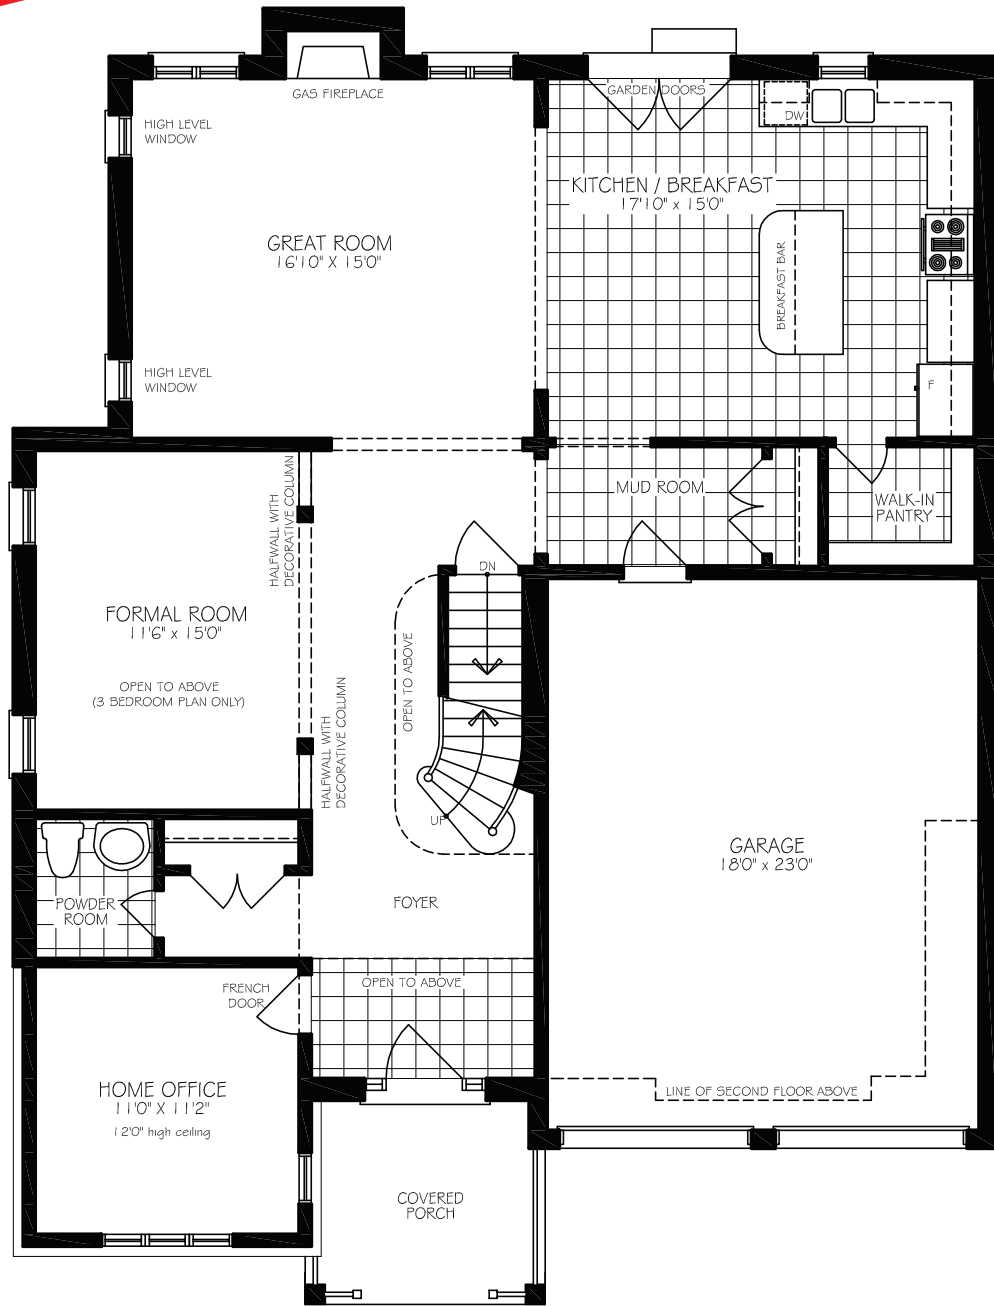 GAS FIREPLACE
GARDEN DOORS
DW
HIGH LEVEL
WINDOW
KITCHEN / BREAKFAST
17'10" x 15'0"
GREAT ROOM
16'10" X 15'0"
BREAKFAST BAR
HIGH LEVEL
WINDOW
F
HALFWALL WITH
DECORATIVE COLUMN
MUD ROOM
WALK-IN
PANTRY
DN
FORMAL ROOM
11'6" x 15'0"
OPEN TO ABOVE
OPEN TO ABOVE
(3 BEDROOM PLAN ONLY)
HALFWALL WITH
DECORATIVE COLUMN
UP
GARAGE
18'0" x 23'0"
POWDER
ROOM
FOYER
FRENCH
DOOR
OPEN TO ABOVE
HOME OFFICE
11'0" X 11'2"
12'0" high ceiling
LINE OF SECOND FLOOR ABOVE
COVERED
PORCH